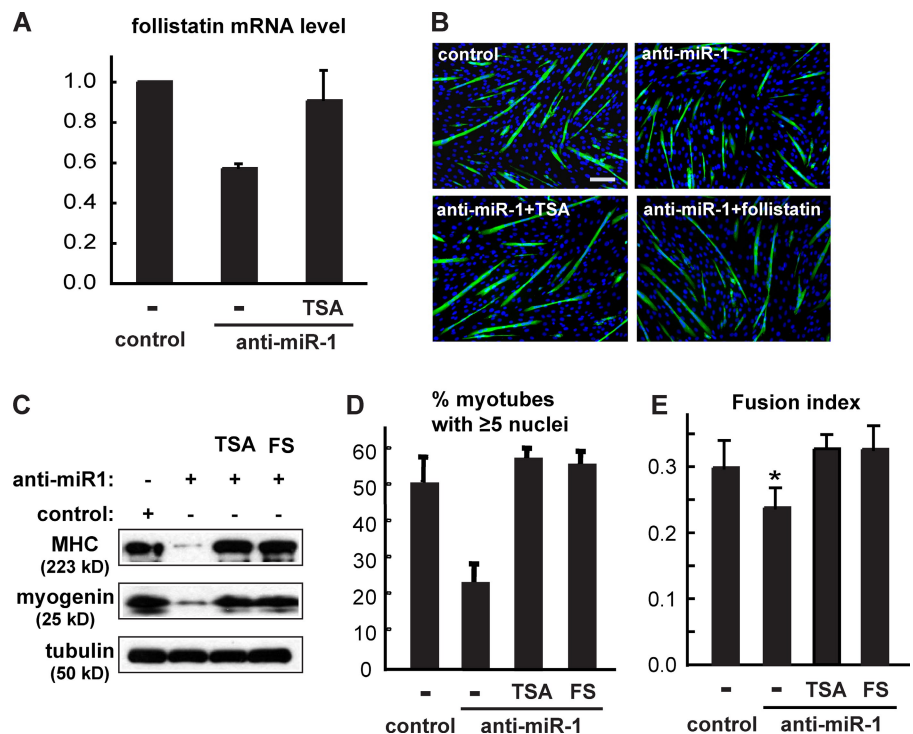 A
follistatin mRNA level
1.0
0.8
0.6
0.4
0.2
0.0
- - TSA
control anti-miR-1
B
control
anti-miR-1
anti-miR-1+TSA
anti-miR-1+follistatin
C
TSA FS
anti-miR1: - + + +
control: + - - -
MHC
(223 kD)
myogenin
(25 kD)
tubulin
(50 kD)
D
% myotubes
with ≥5 nuclei
60
50
40
30
20
10
0
- - TSA FS
control anti-miR-1
E
Fusion index
0.3
0.2
0.1
0.0
*
- - TSA FS
control anti-miR-1